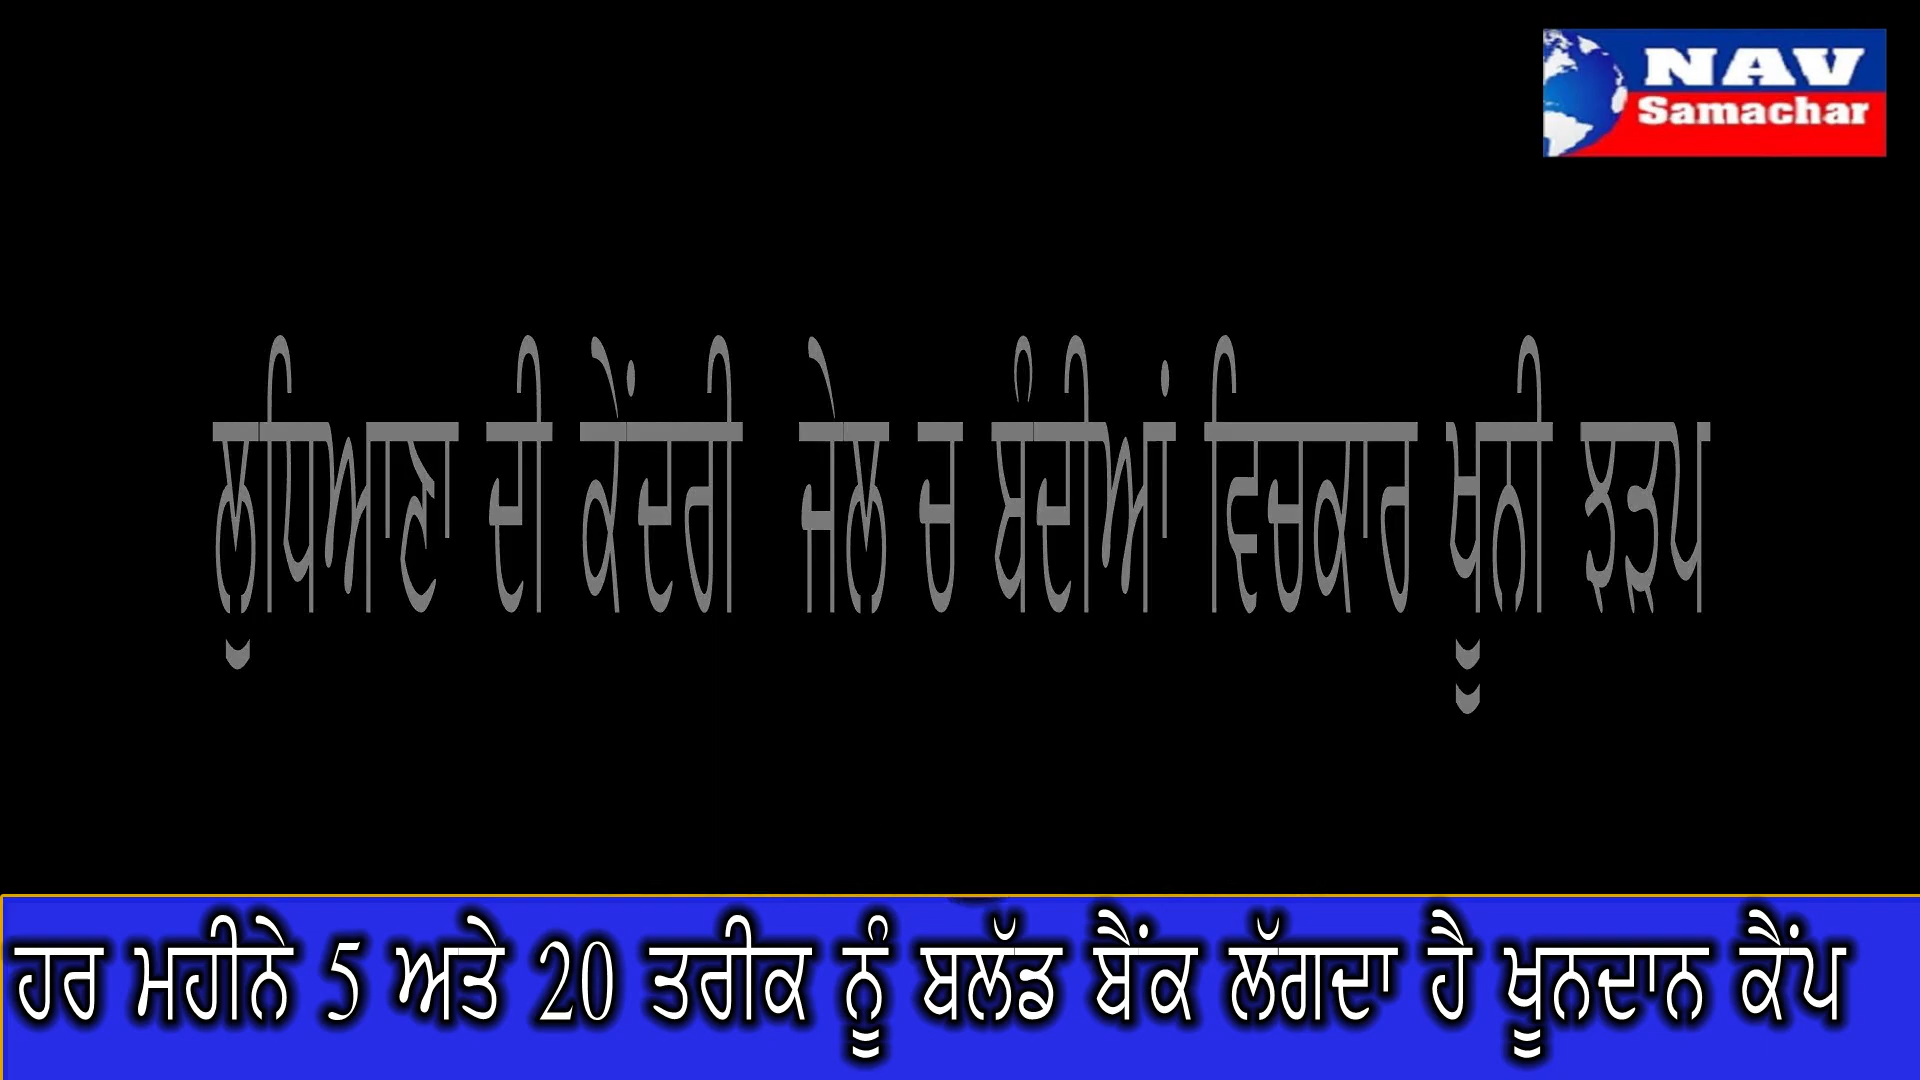 NAV
Samachar
ਲੁਧਿਆਣਾ ਦੀ ਕੇਂਦਰੀ ਜੇਲ ਚ ਬੰਦੀਆਂ ਵਿਚਕਾਰ ਖੂਨੀ ਝੜਪ
ਹਰ ਮਹੀਨੇ 5 ਅਤੇ 20 ਤਰੀਕ ਨੂੰ ਬਲੱਡ ਬੈਂਕ ਲੱਗਦਾ ਹੈ ਖੂਨਦਾਨ ਕੈਂਪ